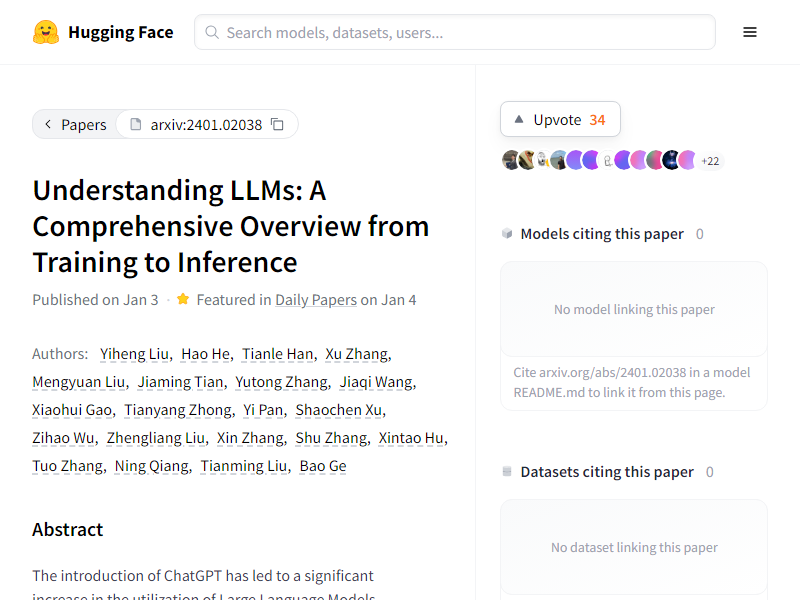 Hugging Face
Search models, datasets, users...
Papers
arxiv:2401.02038
Understanding LLMs: A
Comprehensive Overview from
Training to Inference
Published on Jan 3 · Featured in Daily Papers on Jan 4
Authors: Yiheng Liu, Hao He, Tianle Han, Xu Zhang,
Mengyuan Liu, Jiaming Tian, Yutong Zhang, Jiaqi Wang,
Xiaohui Gao, Tianyang Zhong, Yi Pan, Shaochen Xu,
Zihao Wu, Zhengliang Liu, Xin Zhang, Shu Zhang, Xintao Hu,
Tuo Zhang, Ning Qiang, Tianming Liu, Bao Ge
Abstract
The introduction of ChatGPT has led to a significant
increase in the utilization of Large Language Models
Upvote 34
+22
Models citing this paper 0
No model linking this paper
Cite arxiv.org/abs/2401.02038 in a model
README.md to link it from this page.
Datasets citing this paper 0
No dataset linking this paper